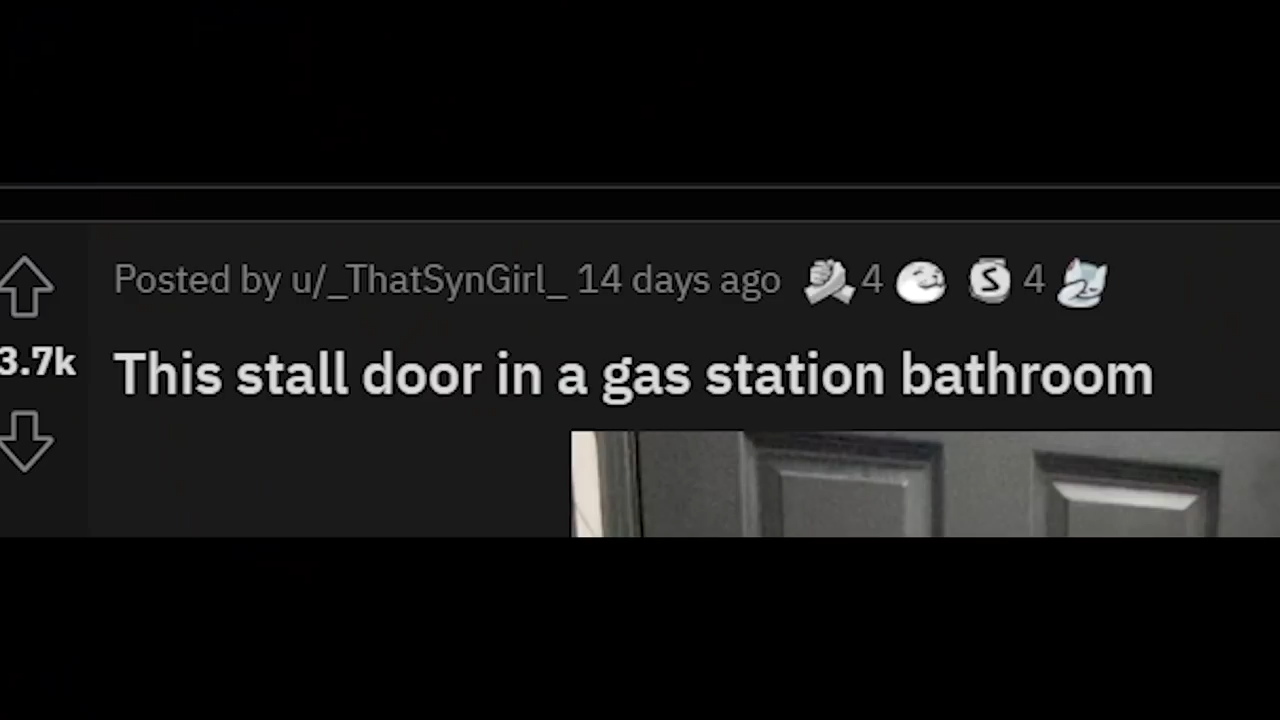 Posted by u/_ThatSynGirl_ 14 days ago 4 S 4
3.7k
This stall door in a gas station bathroom